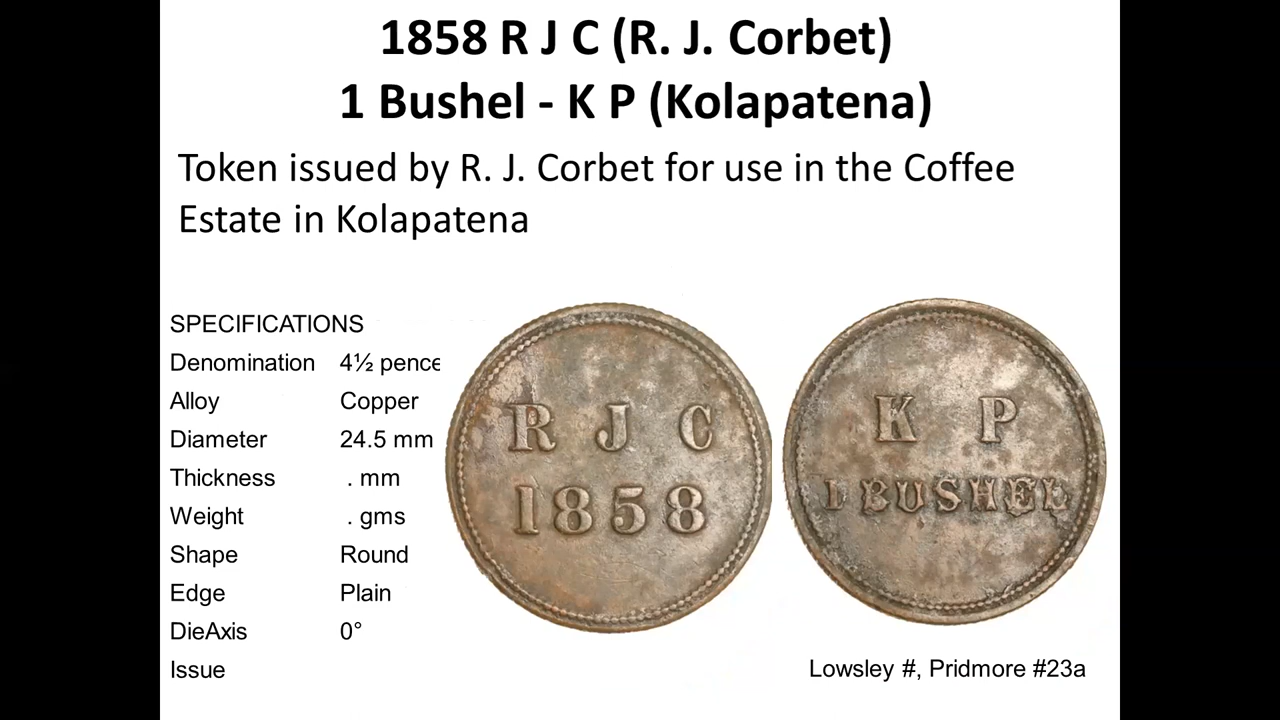 1858 R J C (R. J. Corbet)
1 Bushel - K P (Kolapatena)
Token issued by R. J. Corbet for use in the Coffee
Estate in Kolapatena
SPECIFICATIONS
Denomination 4½ pence
Alloy Copper
Diameter 24.5 mm
Thickness . mm
Weight . gms
Shape Round
Edge Plain
DieAxis 0°
Issue
R J C
1858
K P
1 BUSHEL
Lowsley #, Pridmore #23a